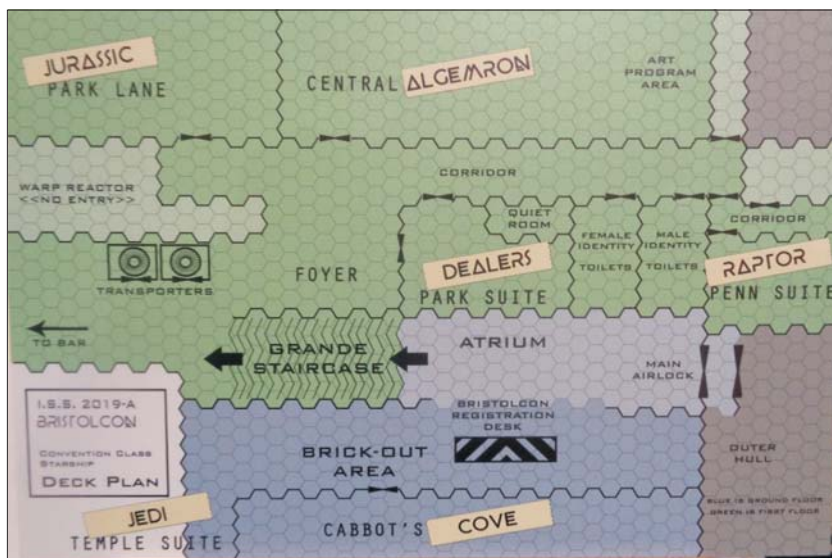 JURASSIC
PARK LANE
CENTRAL ALGEMRON
ART
PROGRAM
AREA
CORRIDOR
WARP REACTOR
<<NO ENTRY>>
QUIET
ROOM
FEMALE
IDENTITY
TOILETS
MALE
IDENTITY
TOILETS
CORRIDOR
DEALERS
PARK SUITE
RAPTOR
PENN SUITE
FOYER
TRANSPORTERS
TO BAR
GRANDE
STAIRCASE
ATRIUM
MAIN
AIRLOCK
I.S.S. 2019-A
BRISTOLCON
CONVENTION CLASS
STARSHIP
DECK PLAN
BRISTOLCON
REGISTRATION
DESK
BRICK-OUT
AREA
OUTER
HULL
BLUE IS GROUND FLOOR
GREEN IS FIRST FLOOR
JEDI
TEMPLE SUITE
CABBOT'S COVE